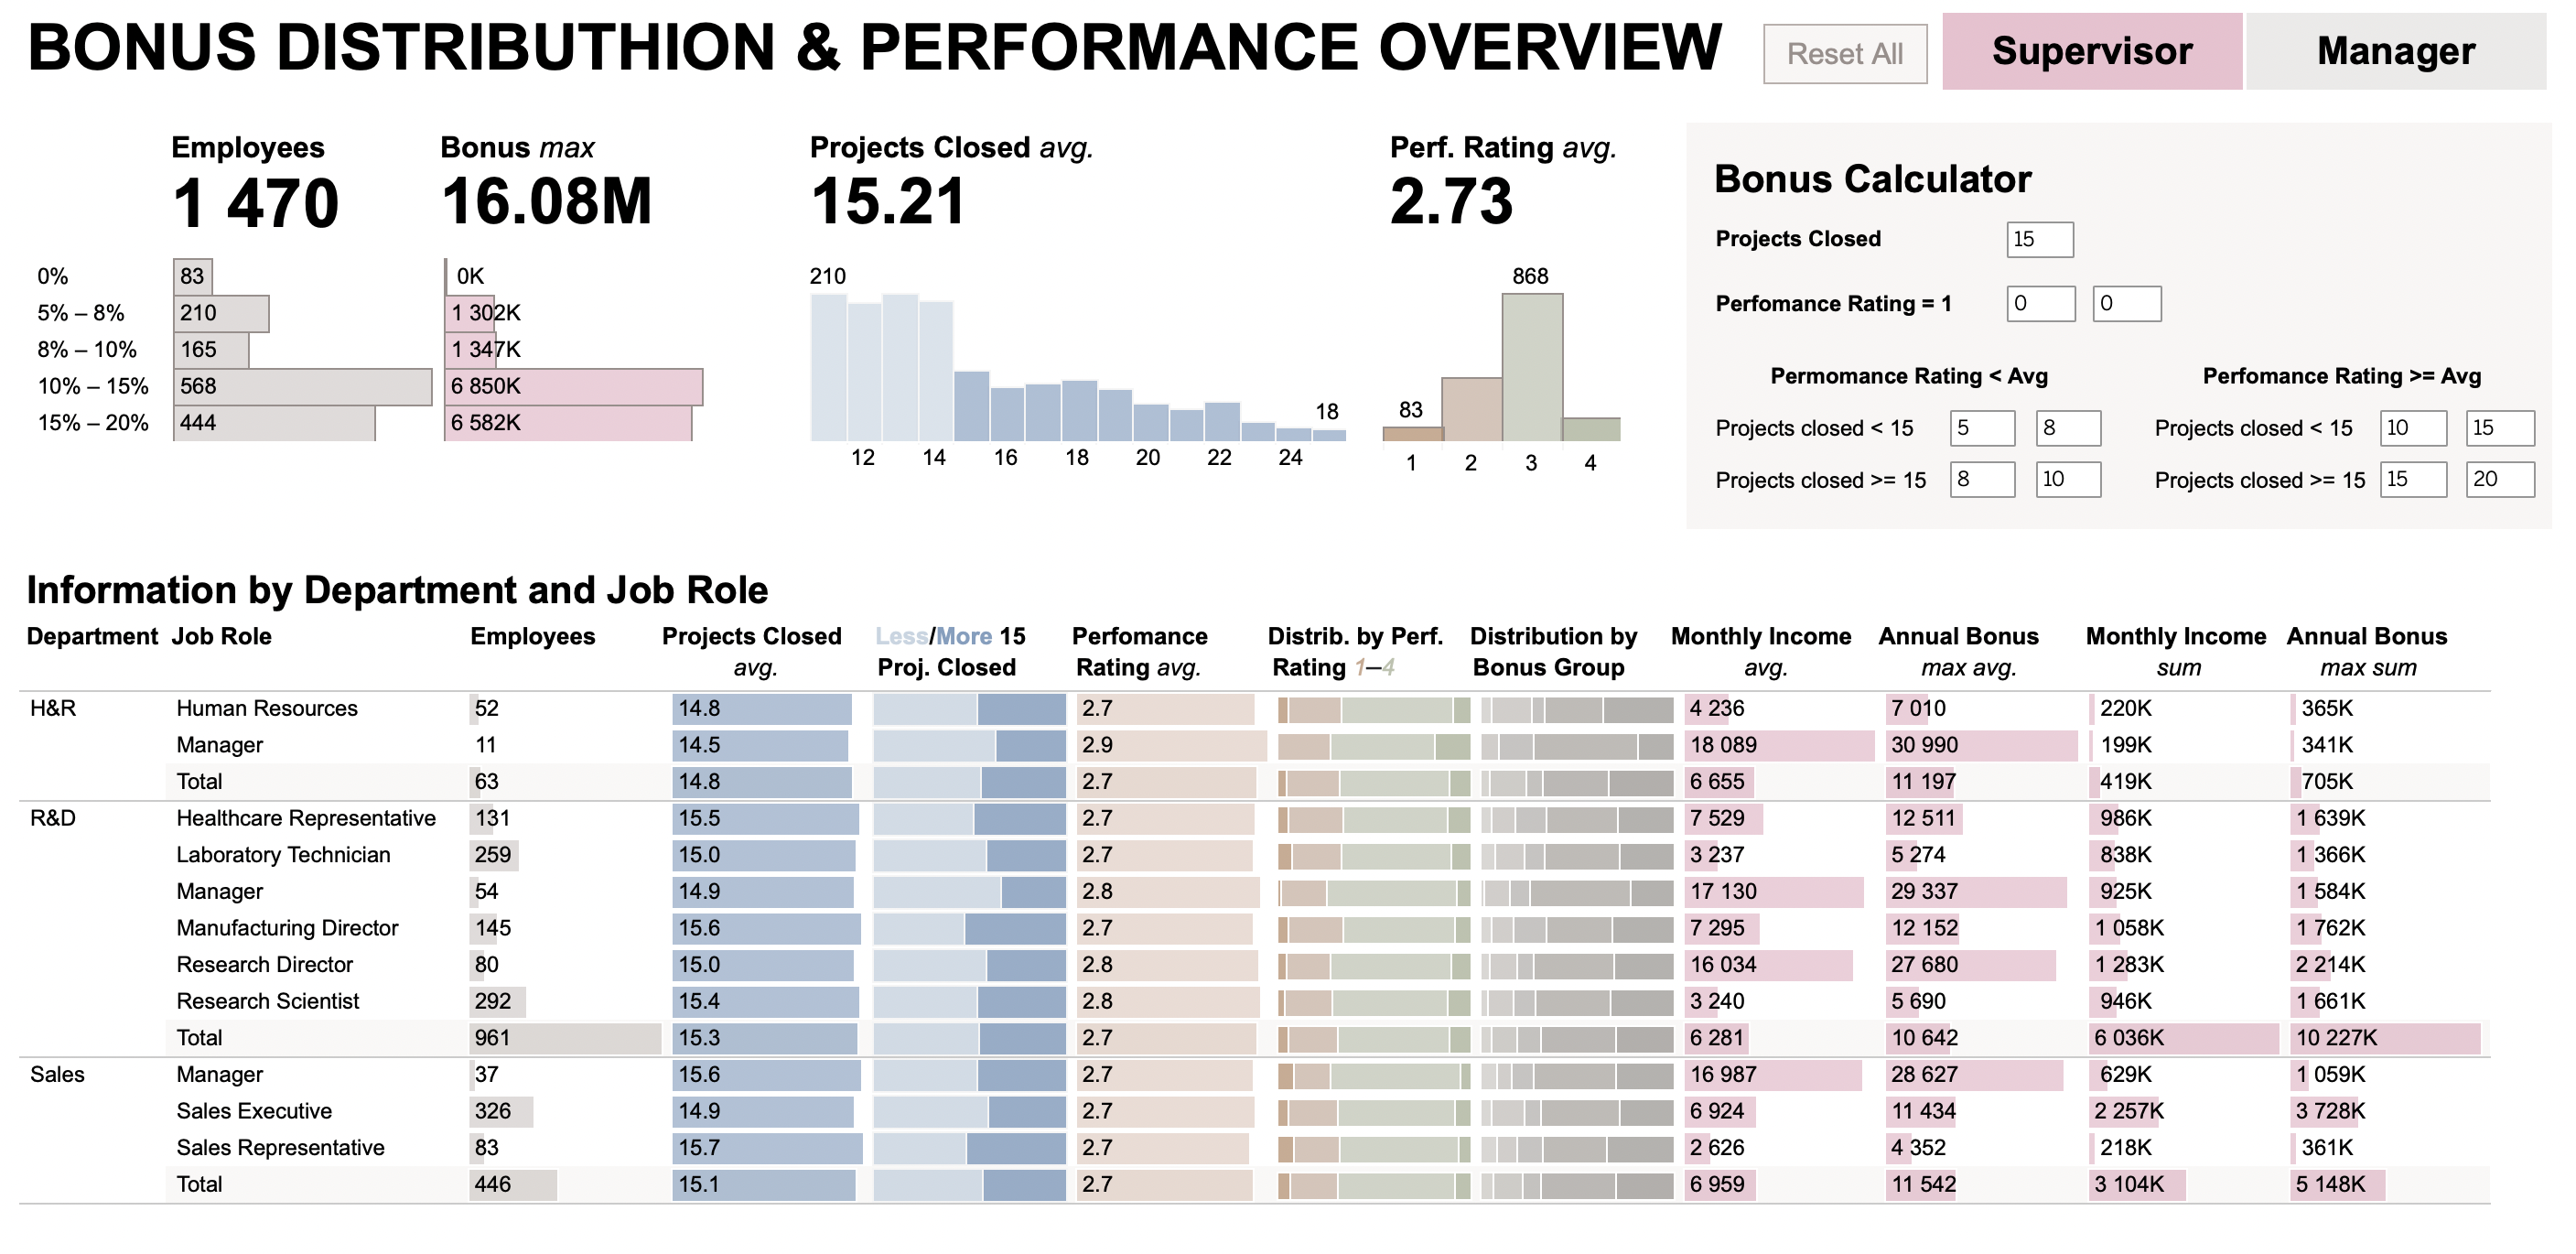 BONUS DISTRIBUTHION & PERFORMANCE OVERVIEW
Reset All
Supervisor
Manager
Employees
1 470
Bonus max
16.08M
Projects Closed avg.
15.21
Perf. Rating avg.
2.73
0% 83 0K
5% – 8% 210 1 302K
8% – 10% 165 1 347K
10% – 15% 568 6 850K
15% – 20% 444 6 582K
210
18
12 14 16 18 20 22 24
868
83
1 2 3 4
Bonus Calculator
Projects Closed 15
Perfomance Rating = 1 0 0
Permomance Rating < Avg
Projects closed < 15 5 8
Projects closed >= 15 8 10
Perfomance Rating >= Avg
Projects closed < 15 10 15
Projects closed >= 15 15 20
Information by Department and Job Role
Department Job Role Employees Projects Closed Less/More 15 Perfomance Distrib. by Perf. Distribution by Monthly Income Annual Bonus Monthly Income Annual Bonus
avg. Proj. Closed Rating avg. Rating 1–4 Bonus Group avg. max avg. sum max sum
H&R Human Resources 52 14.8 2.7 4 236 7 010 220K 365K
Manager 11 14.5 2.9 18 089 30 990 199K 341K
Total 63 14.8 2.7 6 655 11 197 419K 705K
R&D Healthcare Representative 131 15.5 2.7 7 529 12 511 986K 1 639K
Laboratory Technician 259 15.0 2.7 3 237 5 274 838K 1 366K
Manager 54 14.9 2.8 17 130 29 337 925K 1 584K
Manufacturing Director 145 15.6 2.7 7 295 12 152 1 058K 1 762K
Research Director 80 15.0 2.8 16 034 27 680 1 283K 2 214K
Research Scientist 292 15.4 2.8 3 240 5 690 946K 1 661K
Total 961 15.3 2.7 6 281 10 642 6 036K 10 227K
Sales Manager 37 15.6 2.7 16 987 28 627 629K 1 059K
Sales Executive 326 14.9 2.7 6 924 11 434 2 257K 3 728K
Sales Representative 83 15.7 2.7 2 626 4 352 218K 361K
Total 446 15.1 2.7 6 959 11 542 3 104K 5 148K